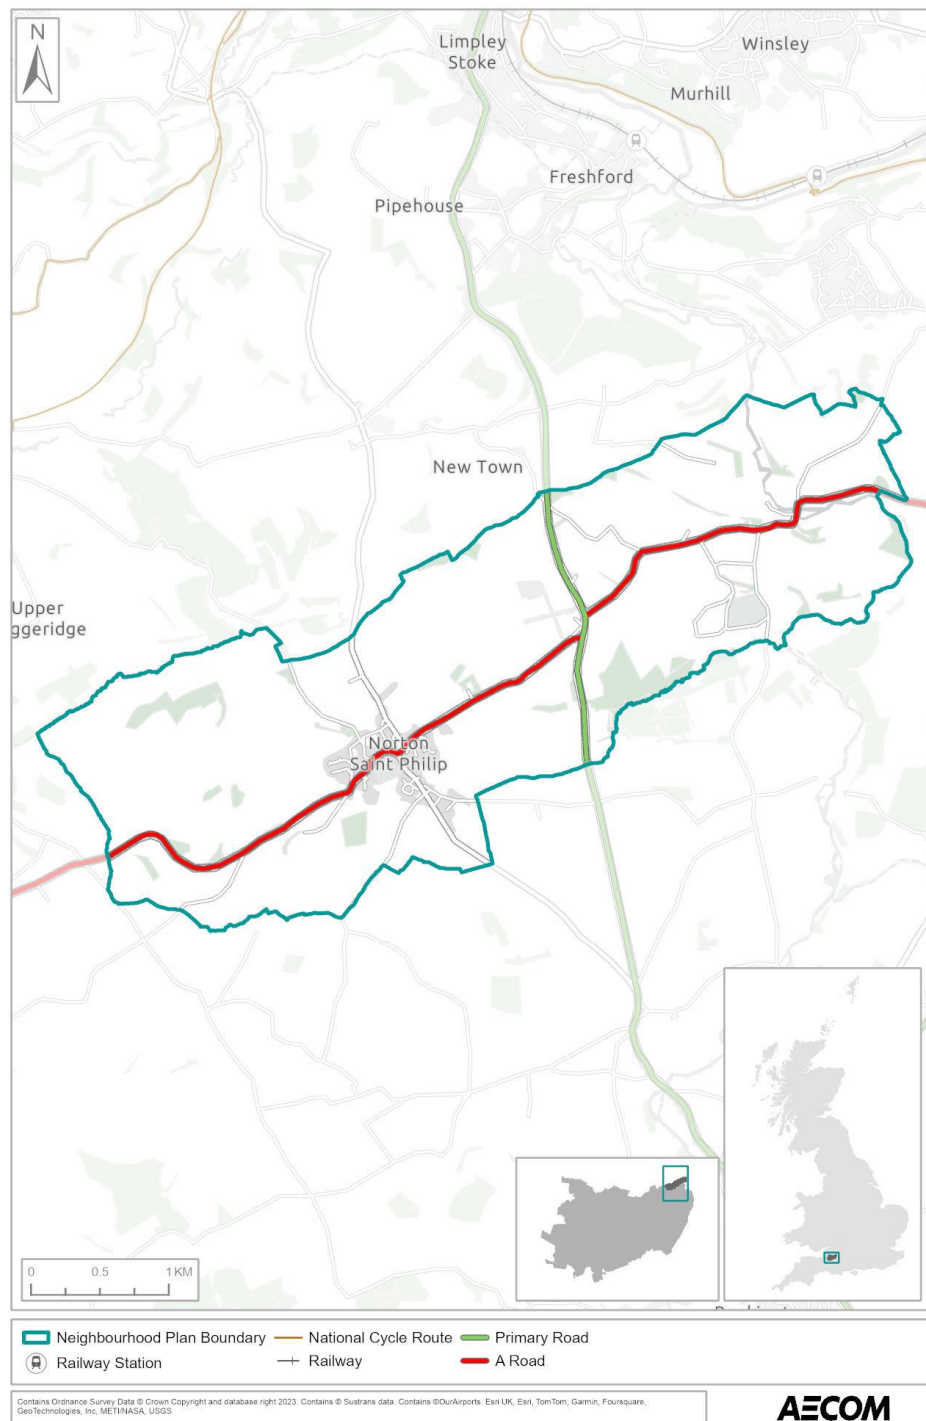 N
Limpley
Stoke
Winsley
Murhill
Freshford
Pipehouse
New Town
Upper
ggeridge
Norton
Saint Philip
0 0.5 1 KM
Neighbourhood Plan Boundary
National Cycle Route
Primary Road
Railway Station
Railway
A Road
Contains Ordnance Survey Data © Crown Copyright and database right 2023. Contains © Sustrans data. Contains ©OurAirports. Esri UK, Esri, TomTom, Garmin, Foursquare,
GeoTechnologies, Inc, METI/NASA, USGS
AECOM